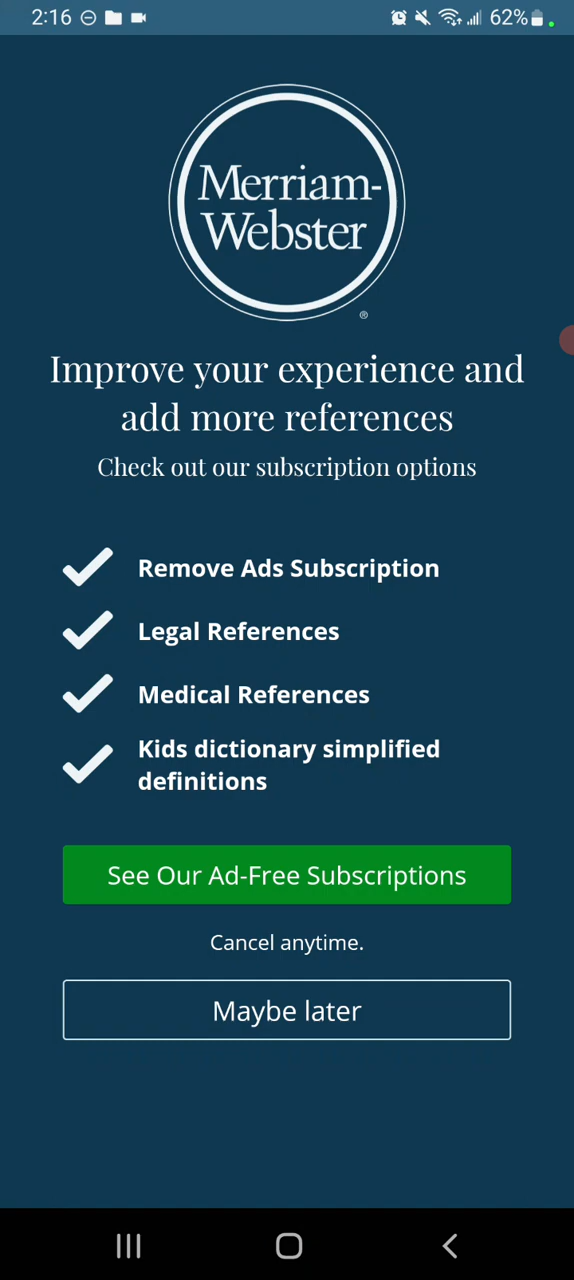 2:16 62%
Merriam-
Webster
®
Improve your experience and
add more references
Check out our subscription options
Remove Ads Subscription
Legal References
Medical References
Kids dictionary simplified
definitions
See Our Ad-Free Subscriptions
Cancel anytime.
Maybe later